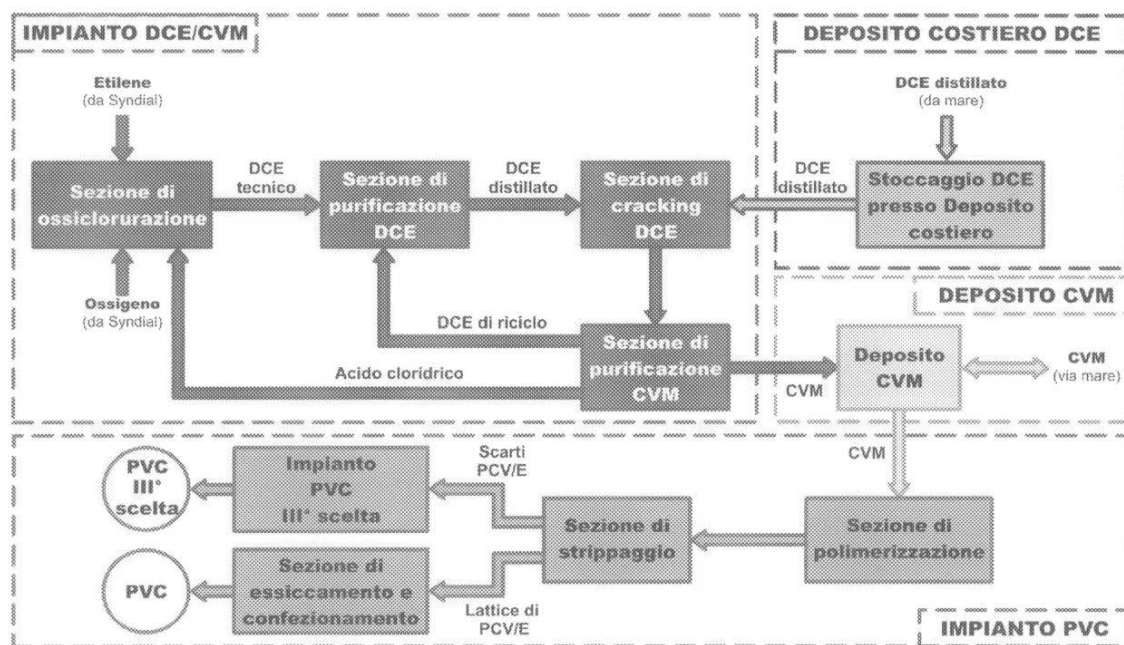 IMPIANTO DCE/CVM
Etilene
(da Syndial)
Sezione di
ossiclorurazione
DCE
tecnico
Sezione di
purificazione
DCE
DCE
distillato
Sezione di
cracking
DCE
Ossigeno
(da Syndial)
DCE di riciclo
Acido cloridrico
Sezione di
purificazione
CVM
DEPOSITO COSTIERO DCE
DCE distillato
(da mare)
DCE
distillato
Stoccaggio DCE
presso Deposito
costiero
DEPOSITO CVM
CVM
Deposito
CVM
CVM
(via mare)
CVM
Sezione di
polimerizzazione
Sezione di
strippaggio
Scarti
PCV/E
Impianto
PVC
III° scelta
PVC
III°
scelta
Lattice di
PCV/E
Sezione di
essiccamento e
confezionamento
PVC
IMPIANTO PVC